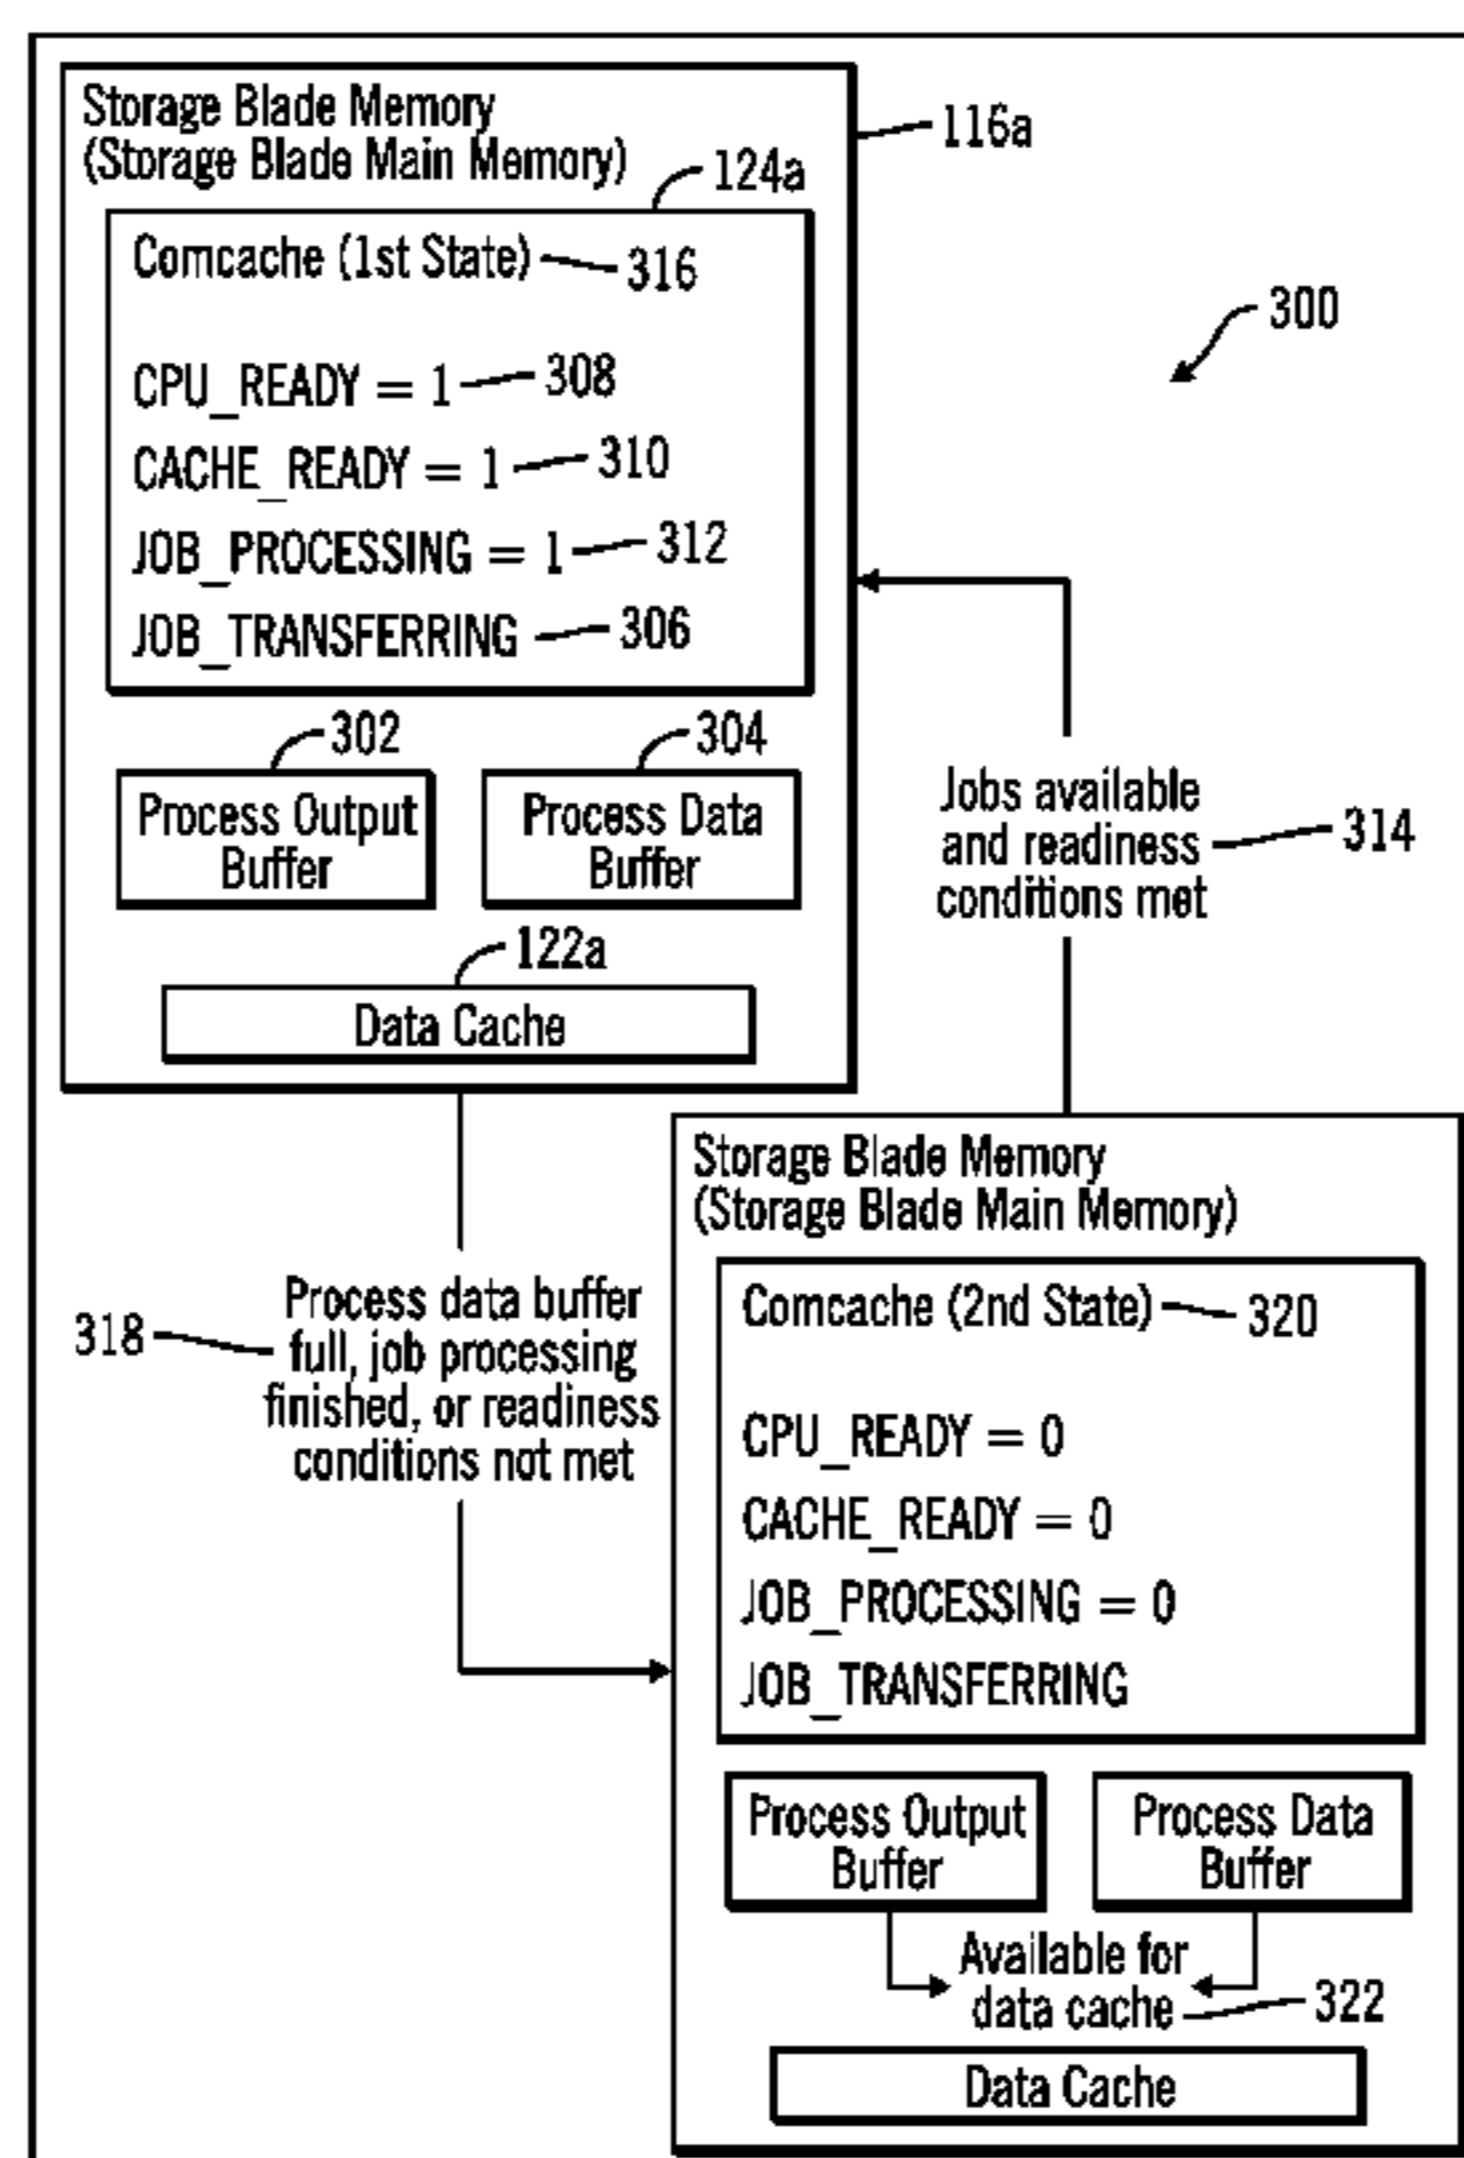 Storage Blade Memory
(Storage Blade Main Memory)
116a
124a
Comcache (1st State) 316
300
CPU_READY = 1 308
CACHE_READY = 1 310
JOB_PROCESSING = 1 312
JOB_TRANSFERRING 306
302
304
Process Output
Buffer
Process Data
Buffer
Jobs available
and readiness
conditions met
314
122a
Data Cache
Storage Blade Memory
(Storage Blade Main Memory)
318
Process data buffer
full, job processing
finished, or readiness
conditions not met
Comcache (2nd State) 320
CPU_READY = 0
CACHE_READY = 0
JOB_PROCESSING = 0
JOB_TRANSFERRING
Process Output
Buffer
Process Data
Buffer
Available for
data cache
322
Data Cache